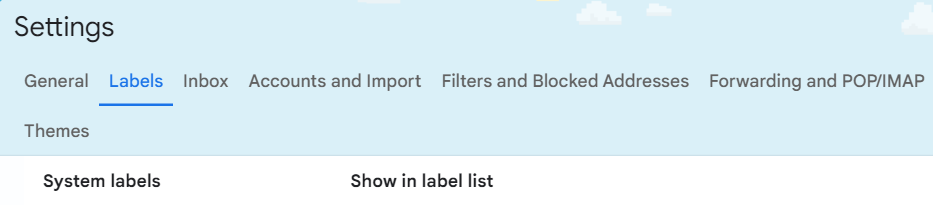 Settings
General Labels Inbox Accounts and Import Filters and Blocked Addresses Forwarding and POP/IMAP
Themes
System labels Show in label list